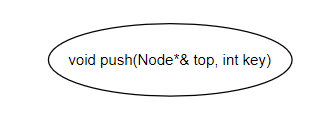 void push(Node*& top, int key)